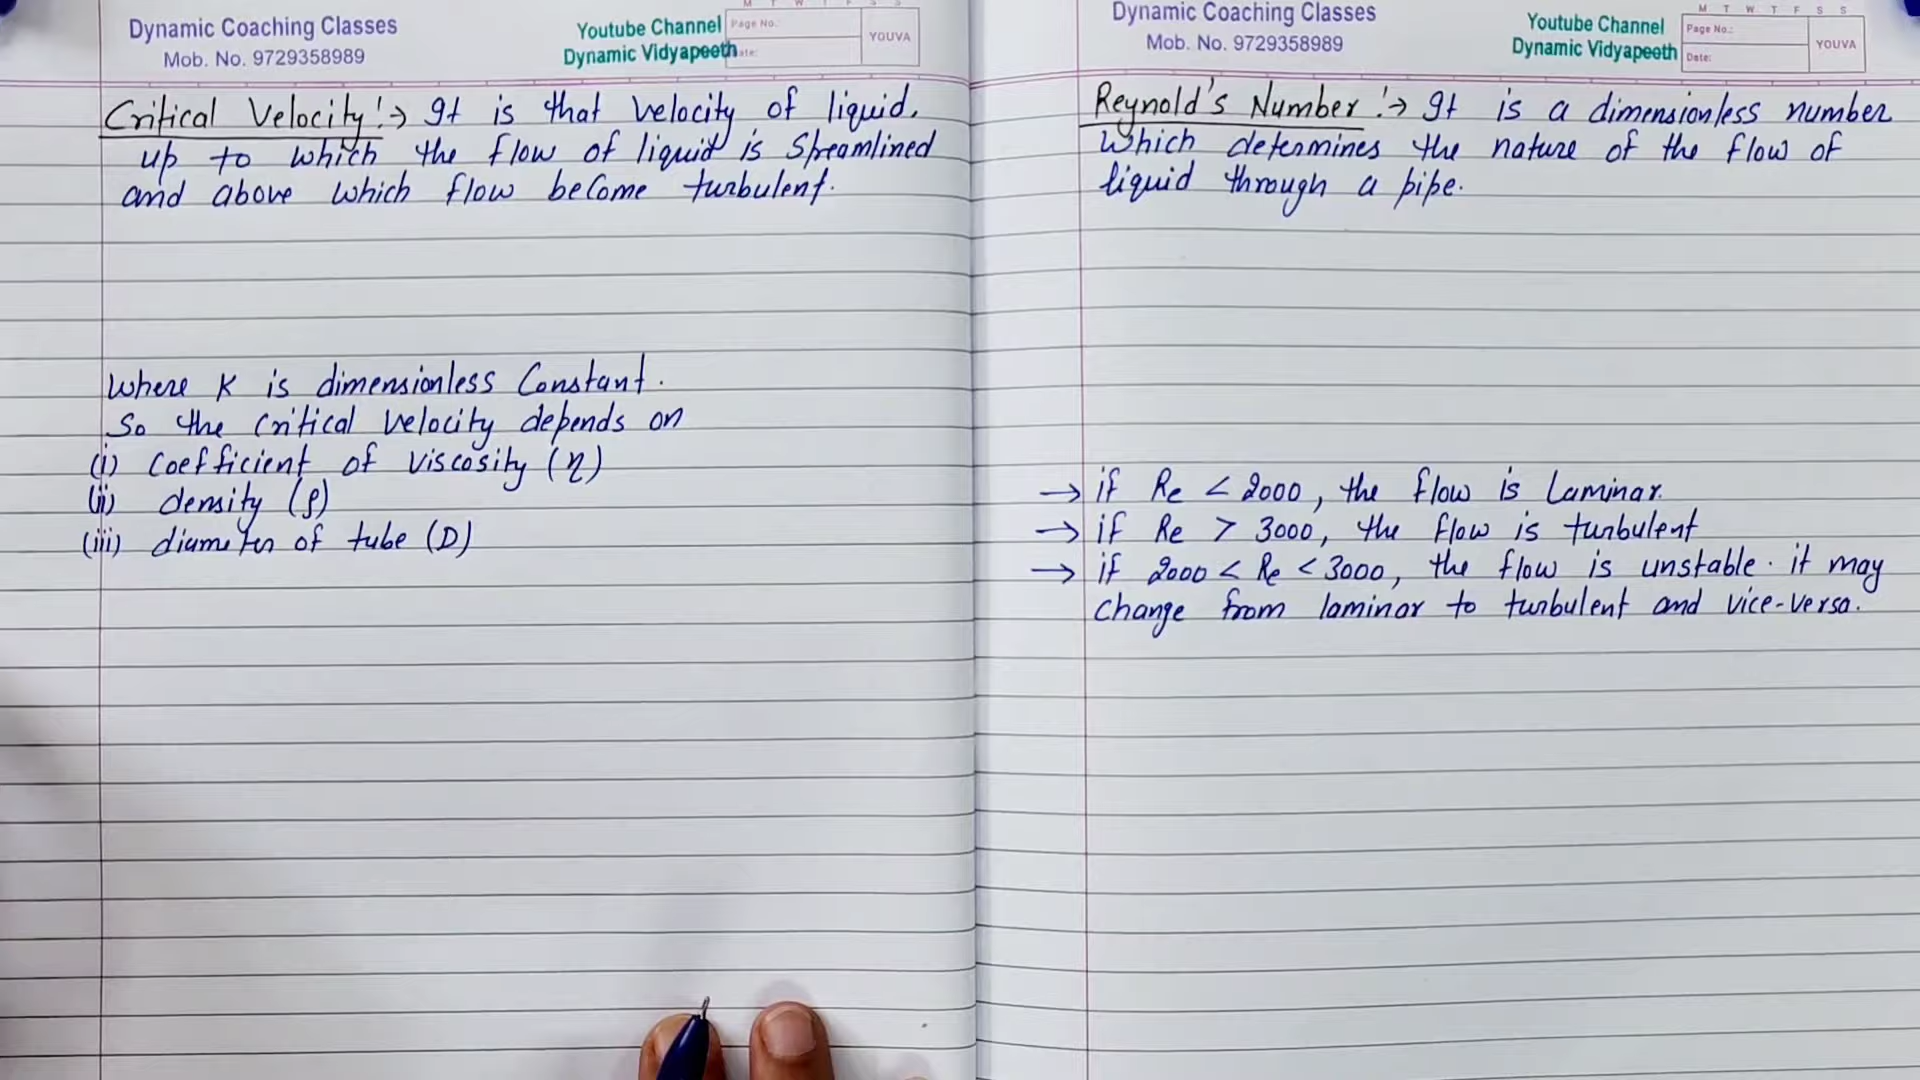 Dynamic Coaching Classes
Mob. No. 9729358989
Youtube Channel
Dynamic Vidyapeeth
M T W T F S S
Page No.:
Date:
YOUVA
Critical Velocity :→ It is that velocity of liquid,
up to which the flow of liquid is Streamlined
and above which flow become turbulent.
Where K is dimensionless Constant.
So the critical velocity depends on
(i) Coefficient of viscosity (η)
(ii) density (ρ)
(iii) diameter of tube (D)
Dynamic Coaching Classes
Mob. No. 9729358989
Youtube Channel
Dynamic Vidyapeeth
M T W T F S S
Page No.:
Date:
YOUVA
Reynold's Number :→ It is a dimensionless number
Which determines the nature of the flow of
liquid through a pipe.
→ if Re < 2000, the flow is Laminar.
→ if Re > 3000, the flow is turbulent
→ if 2000 < Re < 3000, the flow is unstable. it may
change from laminar to turbulent and vice-versa.